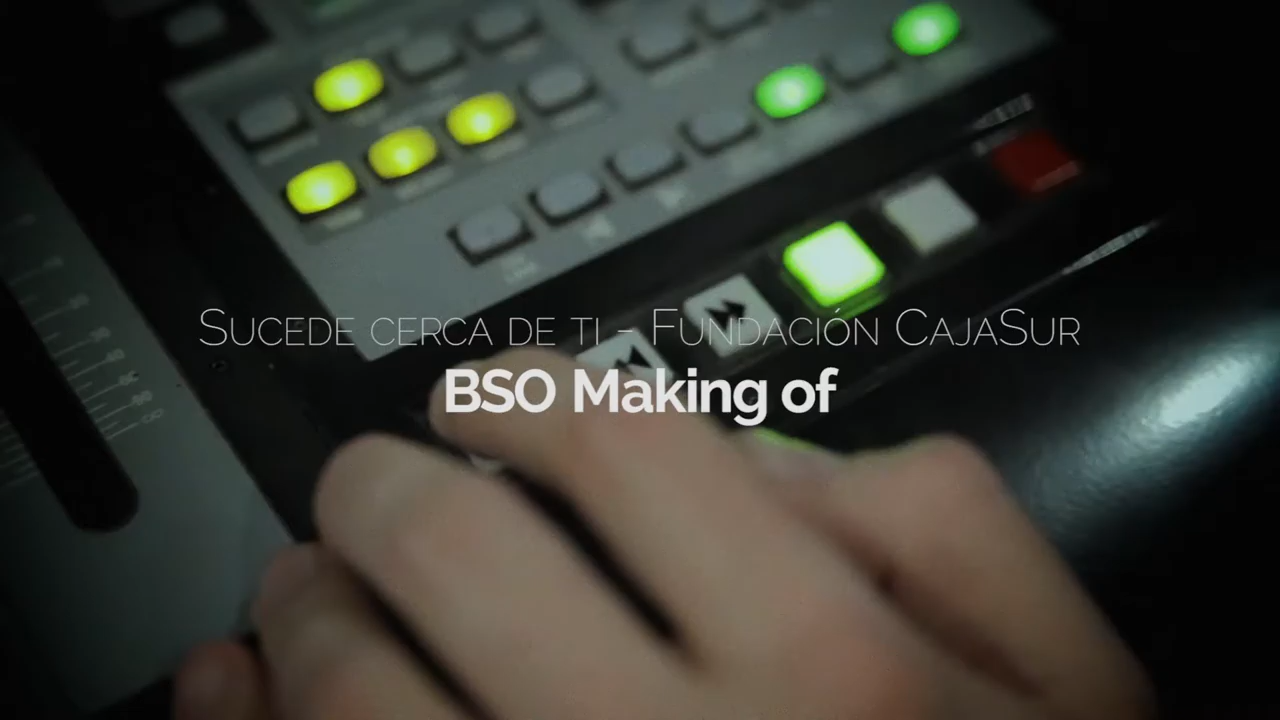 Sucede cerca de ti - Fundación CajaSur
BSO Making of